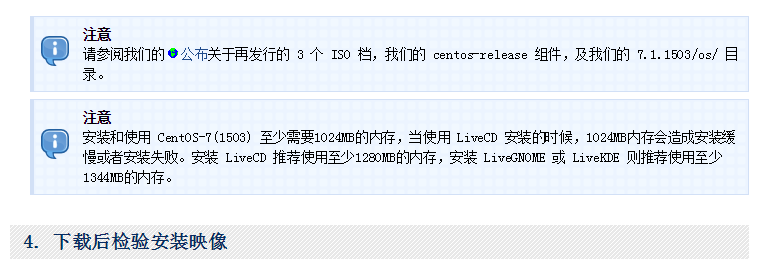 注意
请参阅我们的 公布关于再发行的 3 个 ISO 档，我们的 centos-release 组件，及我们的 7.1.1503/os/ 目
录。
注意
安装和使用 CentOS-7(1503) 至少需要1024MB的内存，当使用 LiveCD 安装的时候，1024MB内存会造成安装缓
慢或者安装失败。安装 LiveCD 推荐使用至少1280MB的内存，安装 LiveGNOME 或 LiveKDE 则推荐使用至少
1344MB的内存。
4. 下载后检验安装映像